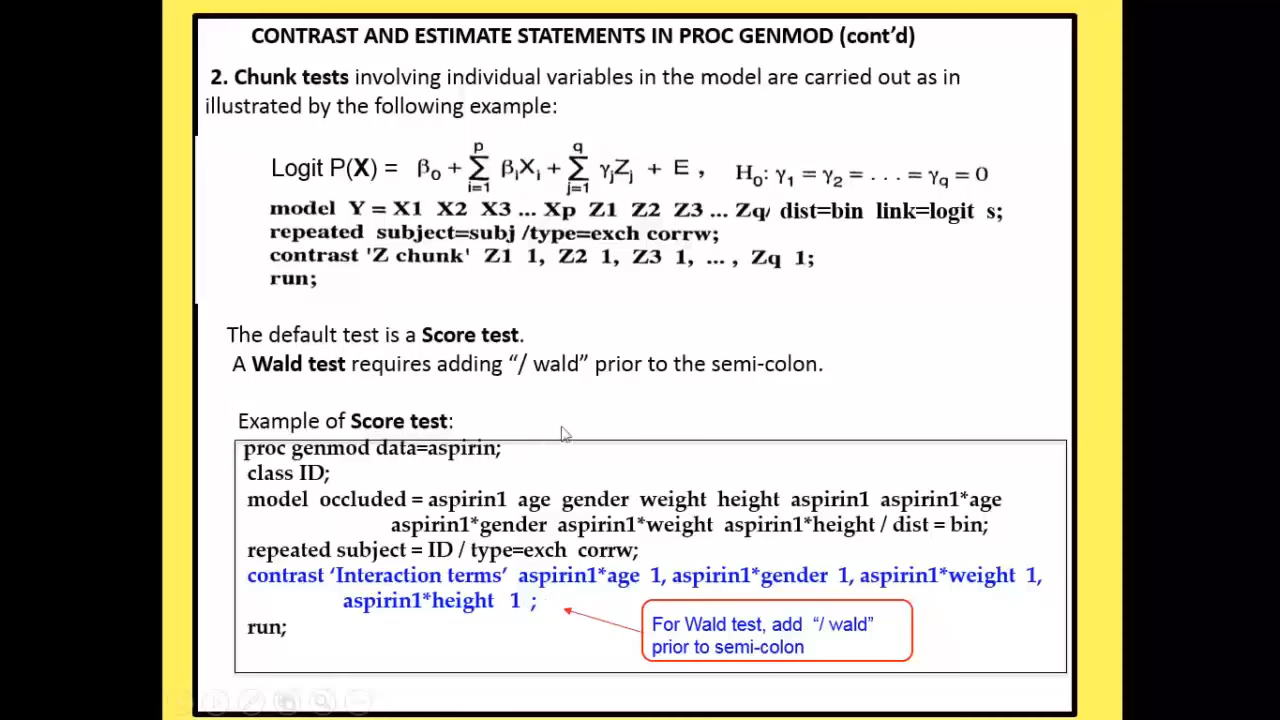 CONTRAST AND ESTIMATE STATEMENTS IN PROC GENMOD (cont'd)
2. Chunk tests involving individual variables in the model are carried out as in
illustrated by the following example:
Logit P(X) = β₀ + Σ(i=1 to p) βᵢXᵢ + Σ(j=1 to q) γⱼZⱼ + E , H₀: γ₁ = γ₂ = . . . = γq = 0
model Y = X1 X2 X3 ... Xp Z1 Z2 Z3 ... Zq/ dist=bin link=logit s;
repeated subject=subj /type=exch corrw;
contrast 'Z chunk' Z1 1, Z2 1, Z3 1, ... , Zq 1;
run;
The default test is a Score test.
A Wald test requires adding “/ wald” prior to the semi-colon.
Example of Score test:
proc genmod data=aspirin;
class ID;
model occluded = aspirin1 age gender weight height aspirin1 aspirin1*age
aspirin1*gender aspirin1*weight aspirin1*height / dist = bin;
repeated subject = ID / type=exch corrw;
contrast ‘Interaction terms’ aspirin1*age 1, aspirin1*gender 1, aspirin1*weight 1,
aspirin1*height 1 ;
run;
For Wald test, add “/ wald”
prior to semi-colon